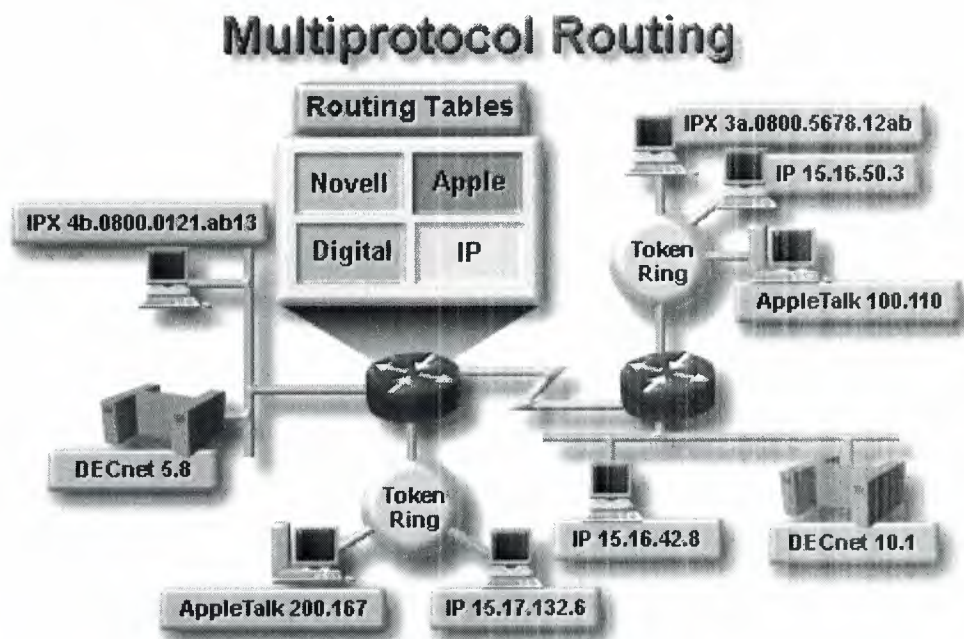 Multiprotocol Routing
Routing Tables
Novell
Apple
Digital
IP
IPX 4b.0800.0121.ab13
DECnet 5.8
Token
Ring
AppleTalk 200.167
IP 15.17.132.6
IPX 3a.0800.5678.12ab
IP 15.16.50.3
Token
Ring
AppleTalk 100.110
IP 15.16.42.8
DECnet 10.1